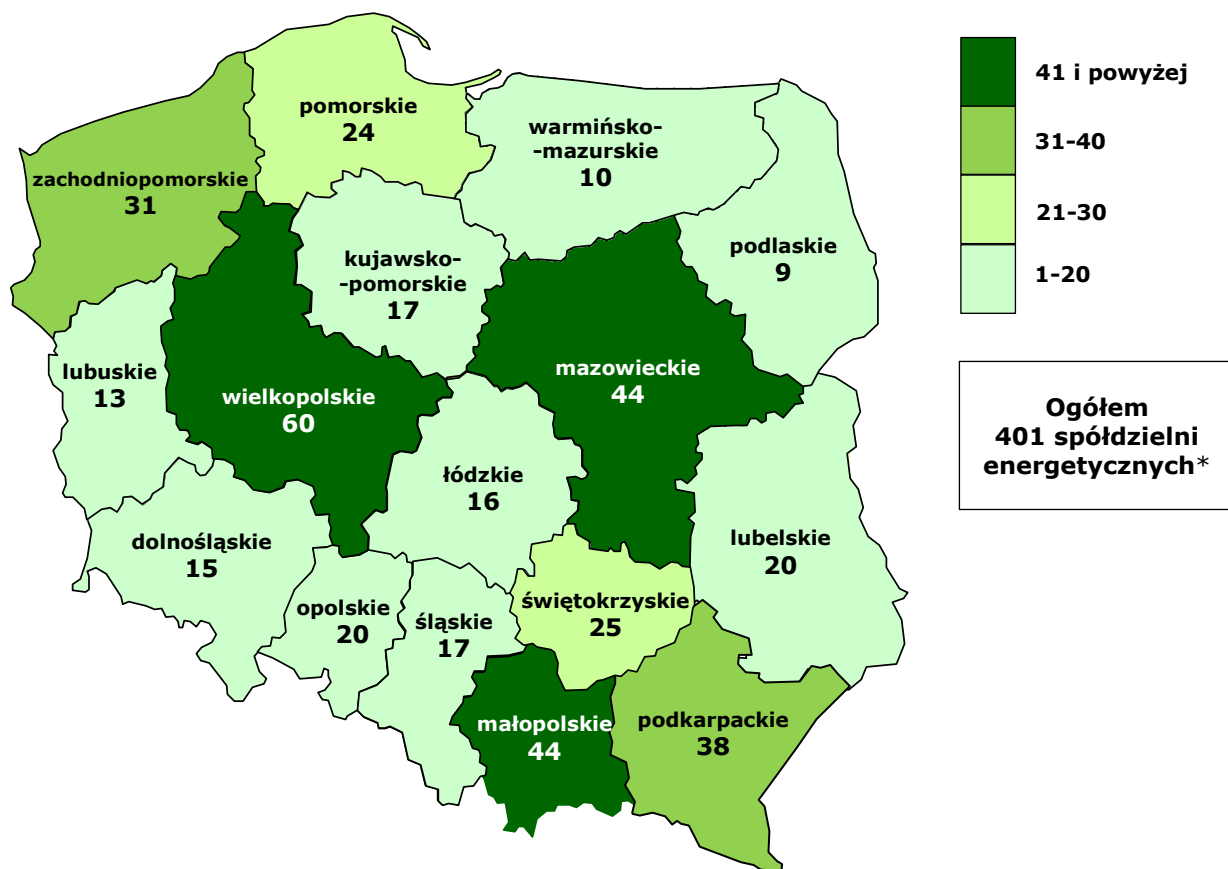 pomorskie
24
warmińsko-
-mazurskie
10
zachodniopomorskie
31
podlaskie
9
kujawsko-
-pomorskie
17
mazowieckie
44
lubuskie
13
wielkopolskie
60
łódzkie
16
lubelskie
20
dolnośląskie
15
opolskie
20
śląskie
17
świętokrzyskie
25
małopolskie
44
podkarpackie
38
41 i powyżej
31-40
21-30
1-20
Ogółem
401 spółdzielni
energetycznych*